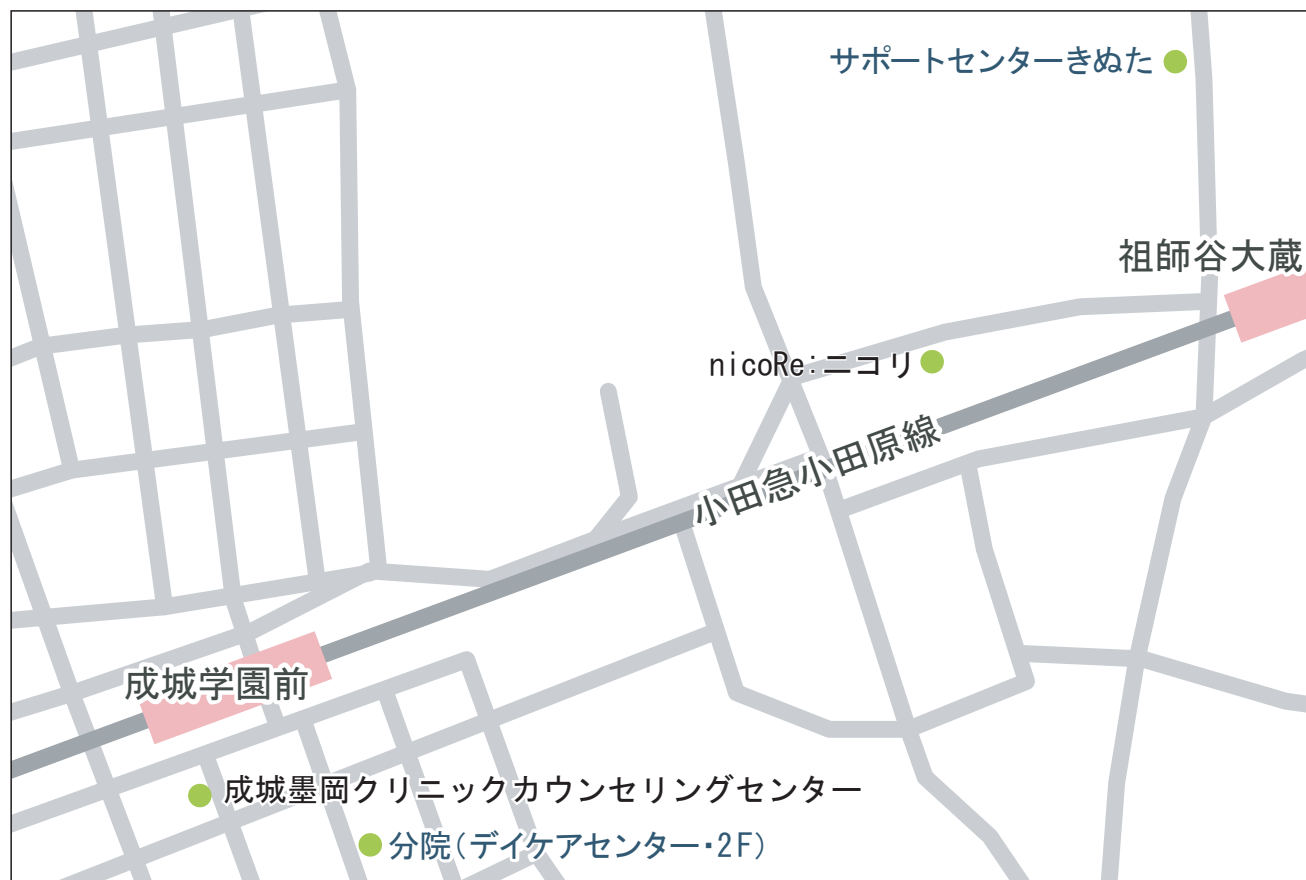 サポートセンターきぬた
祖師谷大蔵
nicoRe:ニコリ
小田急小田原線
成城学園前
成城墨岡クリニックカウンセリングセンター
分院(デイケアセンター・2F)